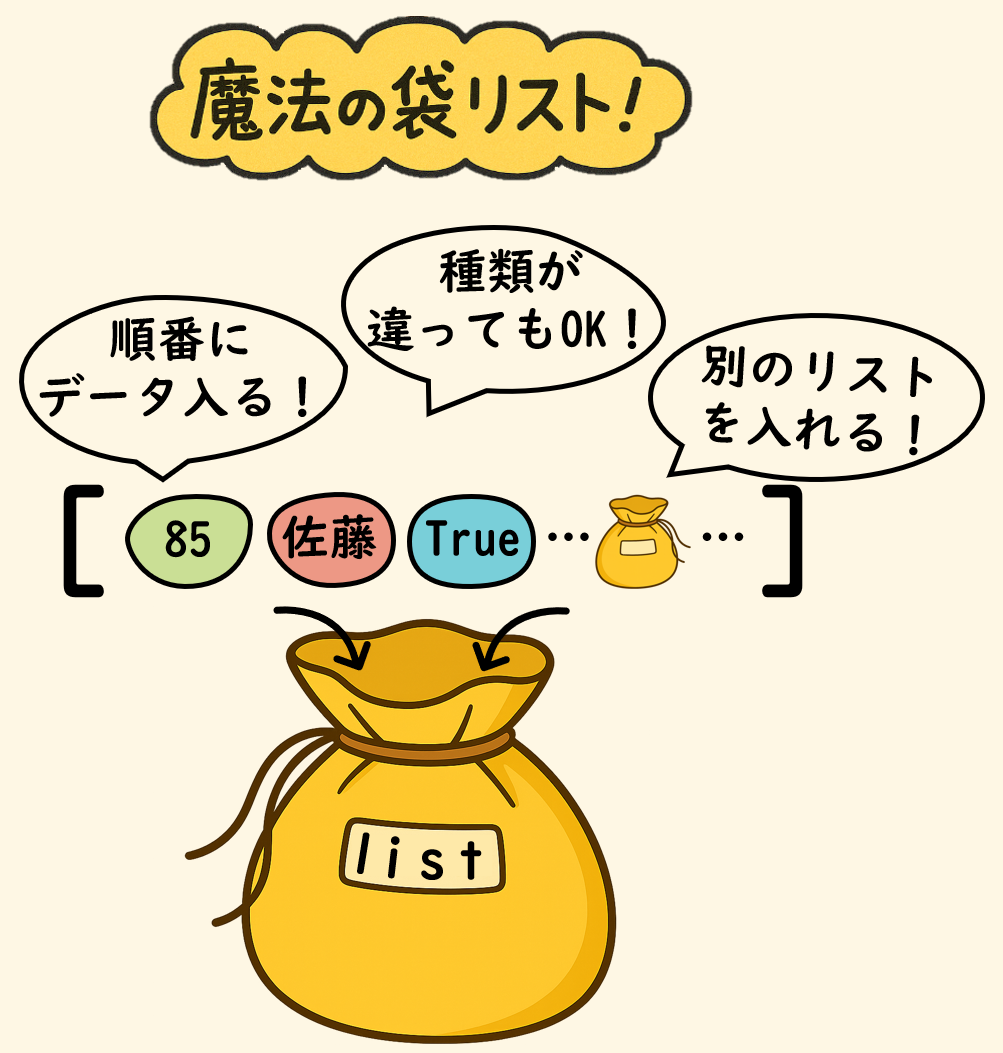 魔法の袋リスト!
順番に
データ入る!
種類が
違ってもOK!
別のリスト
を入れる!
[ 85 佐藤 True … … ]
list